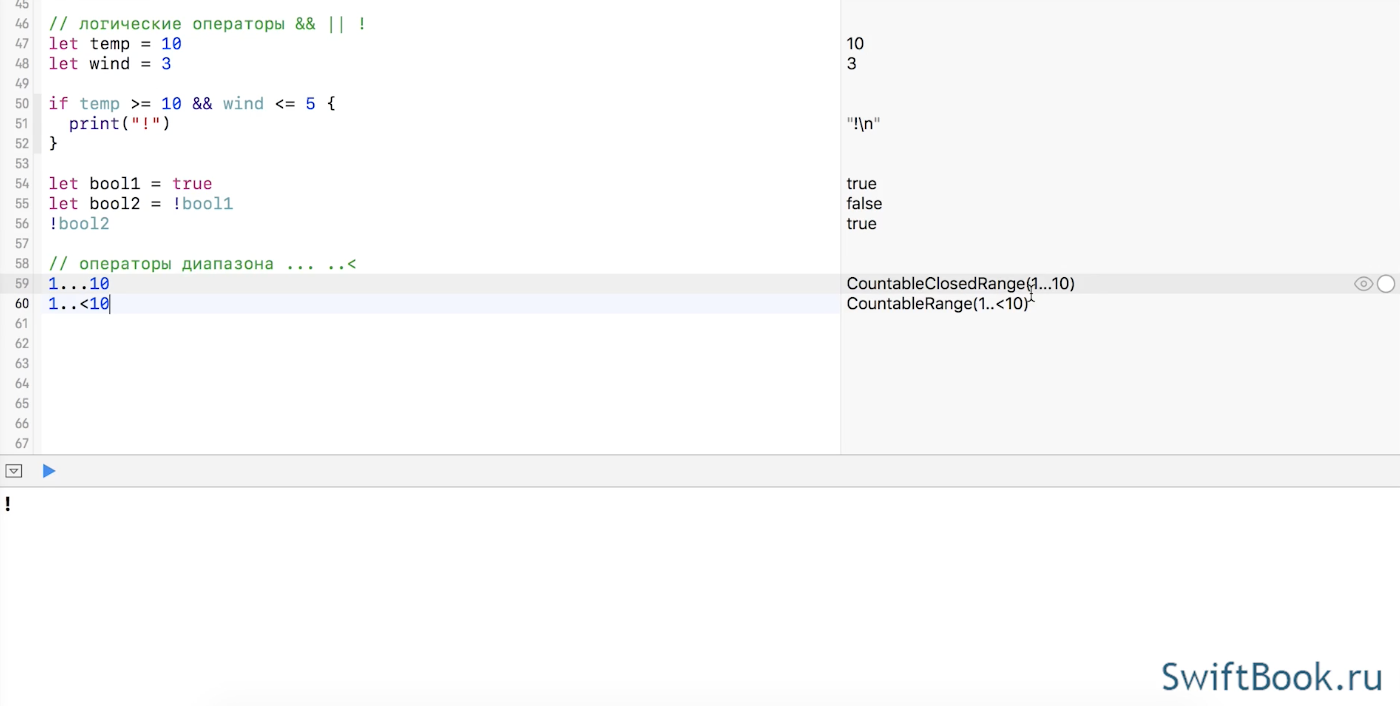 45
46 // логические операторы && || !
47 let temp = 10 10
48 let wind = 3 3
49
50 if temp >= 10 && wind <= 5 {
51 print("!") "!\n"
52 }
53
54 let bool1 = true true
55 let bool2 = !bool1 false
56 !bool2 true
57
58 // операторы диапазона ... ..<
59 1...10 CountableClosedRange(1...10)
60 1..<10 CountableRange(1..<10)
61
62
63
64
65
66
67
!
SwiftBook.ru